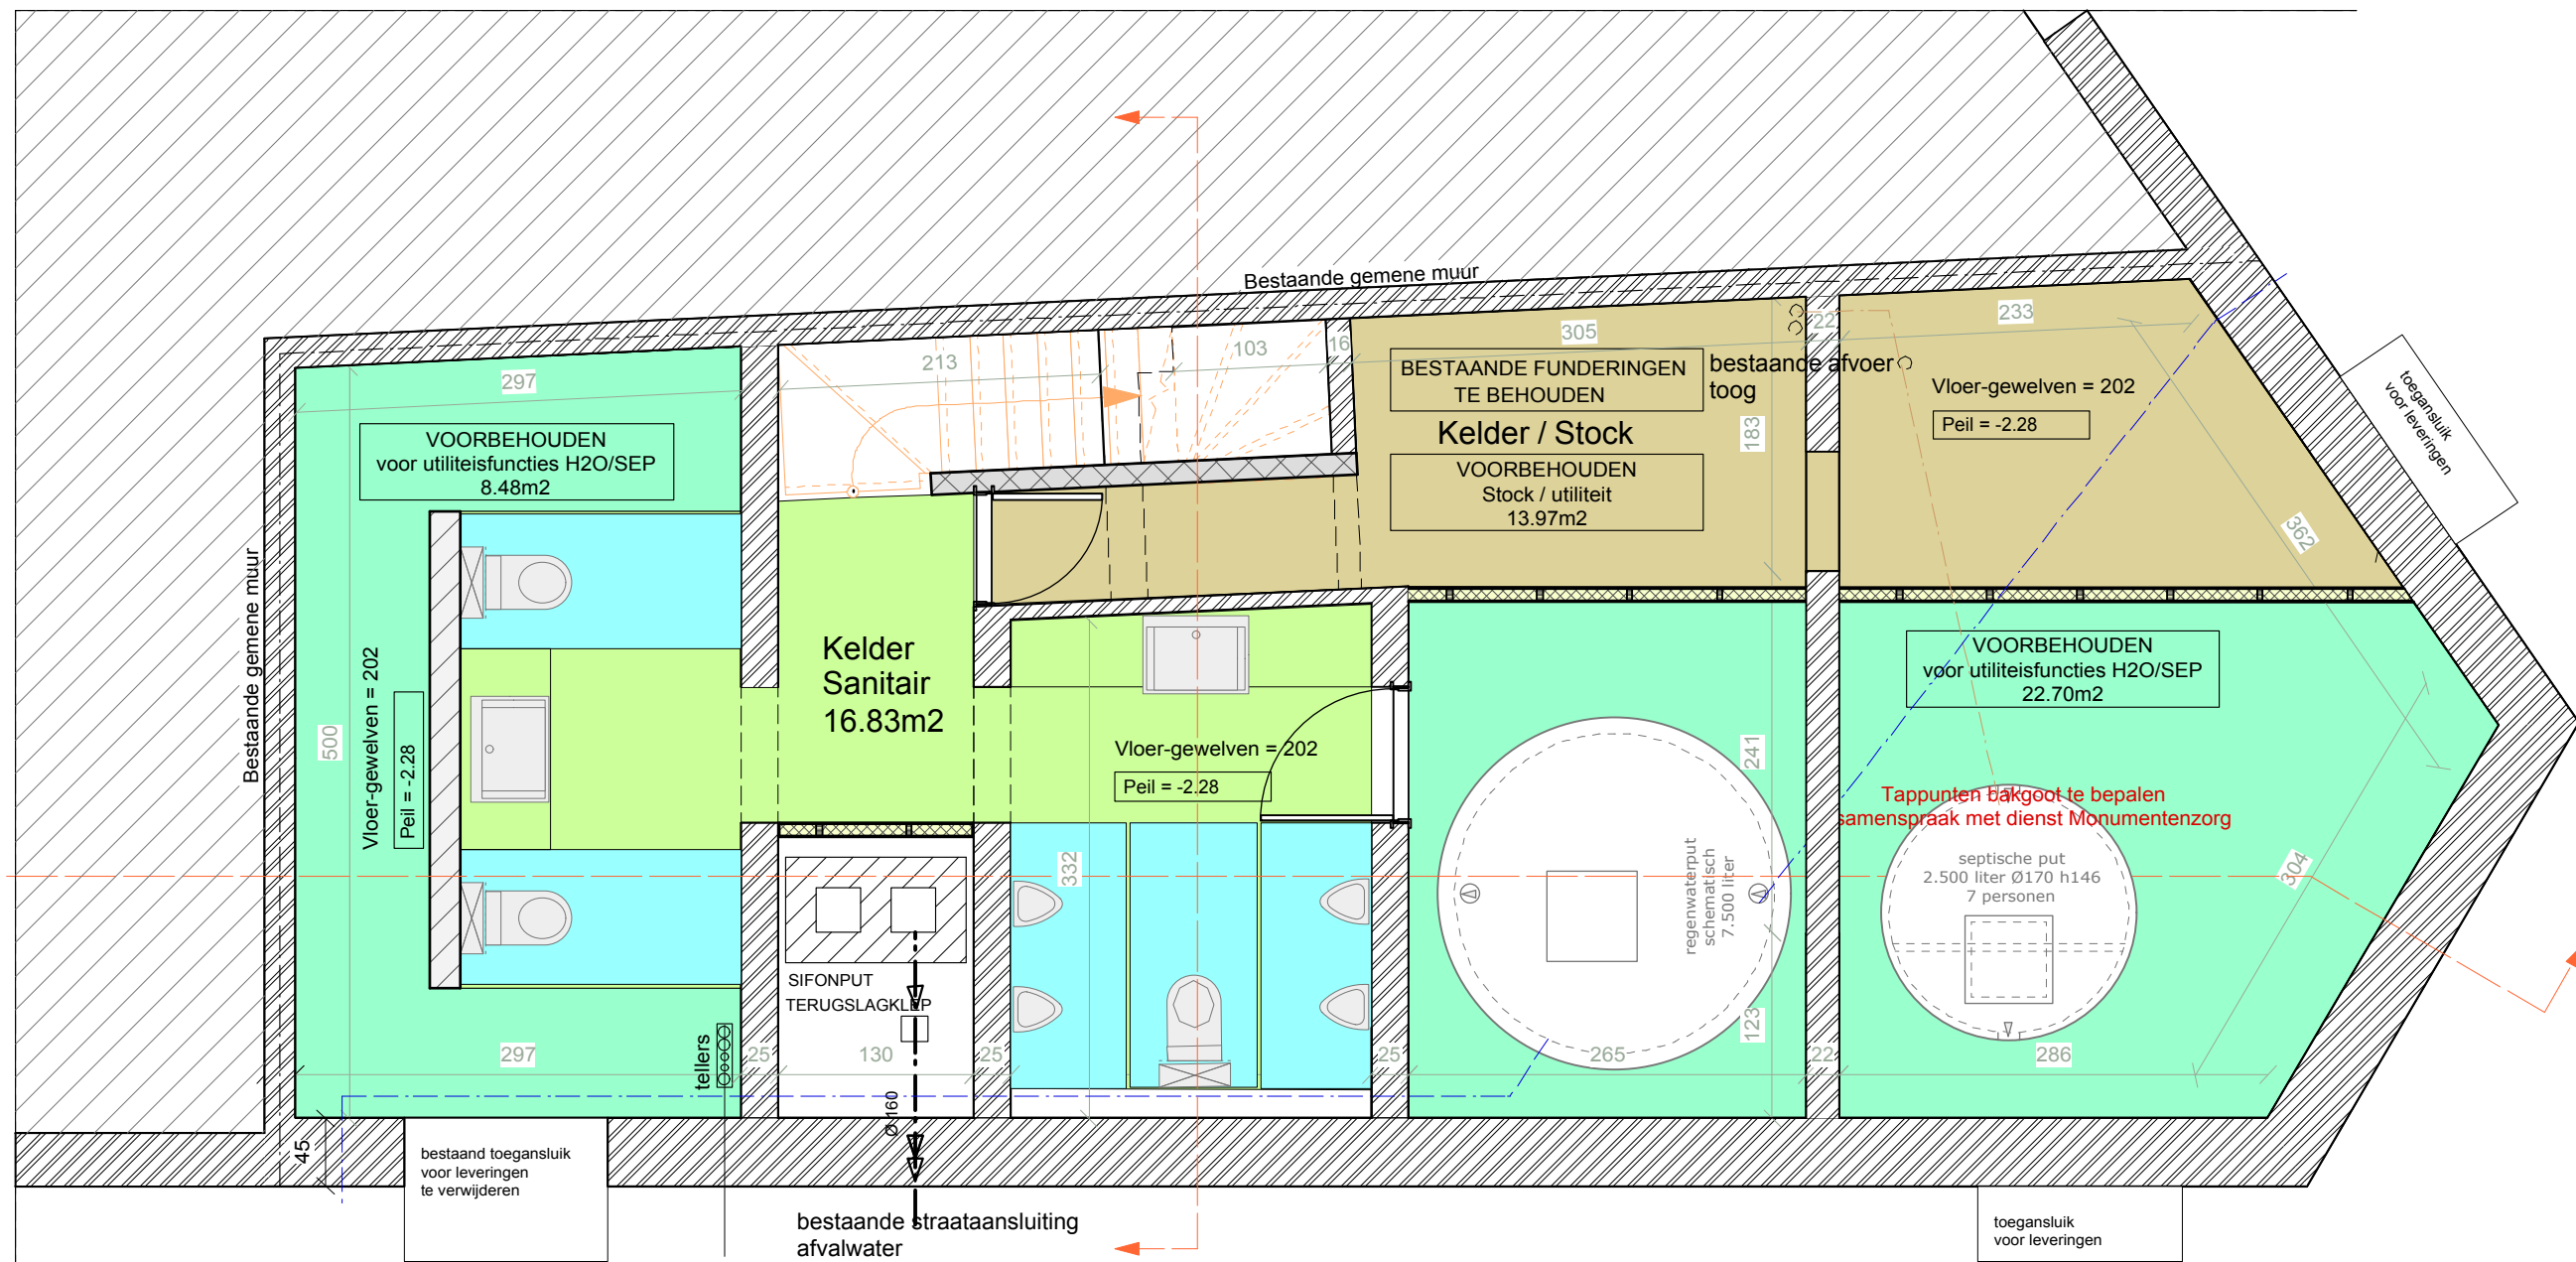 Bestaande gemene muur
297
213
103
16
305
22
233
BESTAANDE FUNDERINGEN
TE BEHOUDEN
bestaande afvoer
toog
Vloer-gewelven = 202
Peil = -2.28
toegansluik
voor leveringen
Kelder / Stock
183
VOORBEHOUDEN
Stock / utiliteit
13.97m2
VOORBEHOUDEN
voor utiliteisfuncties H2O/SEP
8.48m2
362
Bestaande gemene muur
500
Vloer-gewelven = 202
Peil = -2.28
Kelder
Sanitair
16.83m2
Vloer-gewelven = 202
Peil = -2.28
241
VOORBEHOUDEN
voor utiliteisfuncties H2O/SEP
22.70m2
Tappunten bakgoot te bepalen
samenspraak met dienst Monumentenzorg
332
regenwaterput
schematisch
7.500 liter
septische put
2.500 liter Ø170 h146
7 personen
304
SIFONPUT
TERUGSLAGKLEP
123
tellers
297
25
130
25
25
265
22
286
Ø160
45
bestaand toegansluik
voor leveringen
te verwijderen
bestaande straataansluiting
afvalwater
toegansluik
voor leveringen